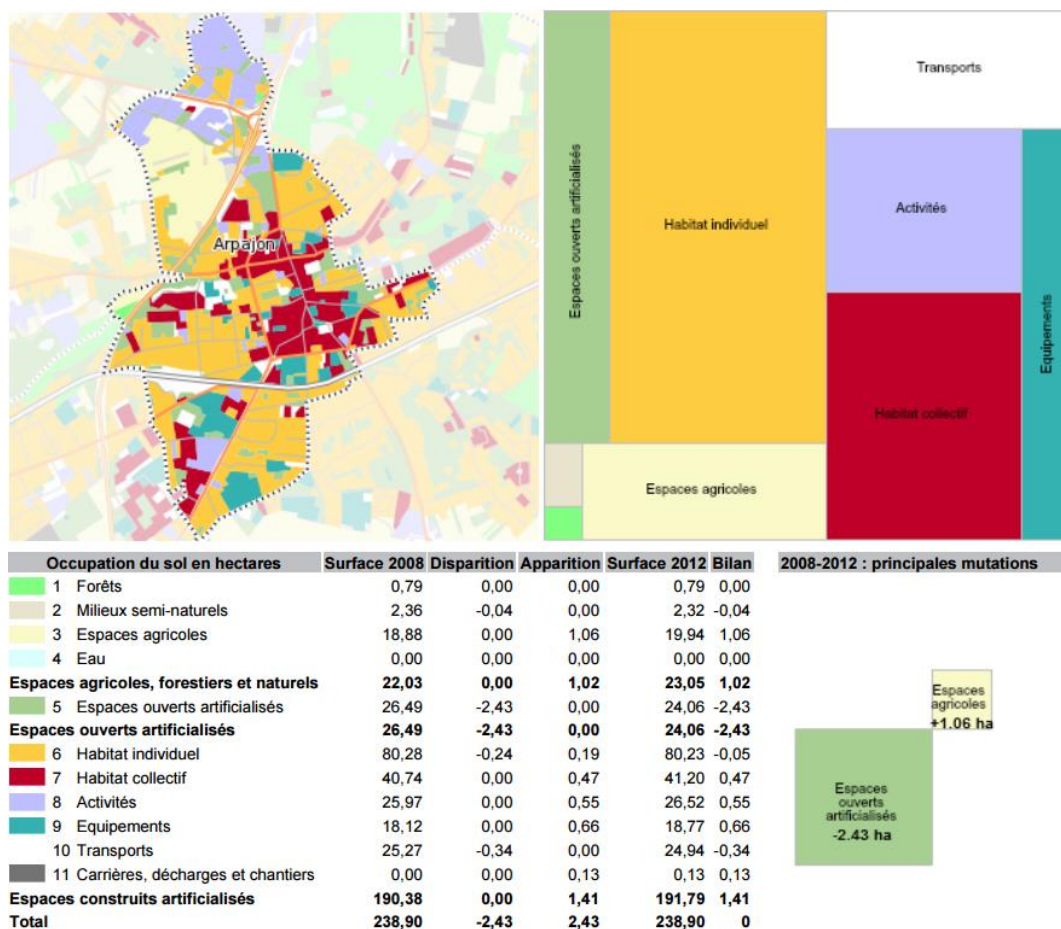 Arpajon
Espaces ouverts artificialisés
Habitat individuel
Transports
Activités
Equipements
Habitat collectif
Espaces agricoles
Occupation du sol en hectares Surface 2008 Disparition Apparition Surface 2012 Bilan
1 Forêts 0,79 0,00 0,00 0,79 0,00
2 Milieux semi-naturels 2,36 -0,04 0,00 2,32 -0,04
3 Espaces agricoles 18,88 0,00 1,06 19,94 1,06
4 Eau 0,00 0,00 0,00 0,00 0,00
Espaces agricoles, forestiers et naturels 22,03 0,00 1,02 23,05 1,02
5 Espaces ouverts artificialisés 26,49 -2,43 0,00 24,06 -2,43
Espaces ouverts artificialisés 26,49 -2,43 0,00 24,06 -2,43
6 Habitat individuel 80,28 -0,24 0,19 80,23 -0,05
7 Habitat collectif 40,74 0,00 0,47 41,20 0,47
8 Activités 25,97 0,00 0,55 26,52 0,55
9 Equipements 18,12 0,00 0,66 18,77 0,66
10 Transports 25,27 -0,34 0,00 24,94 -0,34
11 Carrières, décharges et chantiers 0,00 0,00 0,13 0,13 0,13
Espaces construits artificialisés 190,38 0,00 1,41 191,79 1,41
Total 238,90 -2,43 2,43 238,90 0
2008-2012 : principales mutations
Espaces
agricoles
+1.06 ha
Espaces
ouverts
artificialisés
-2.43 ha